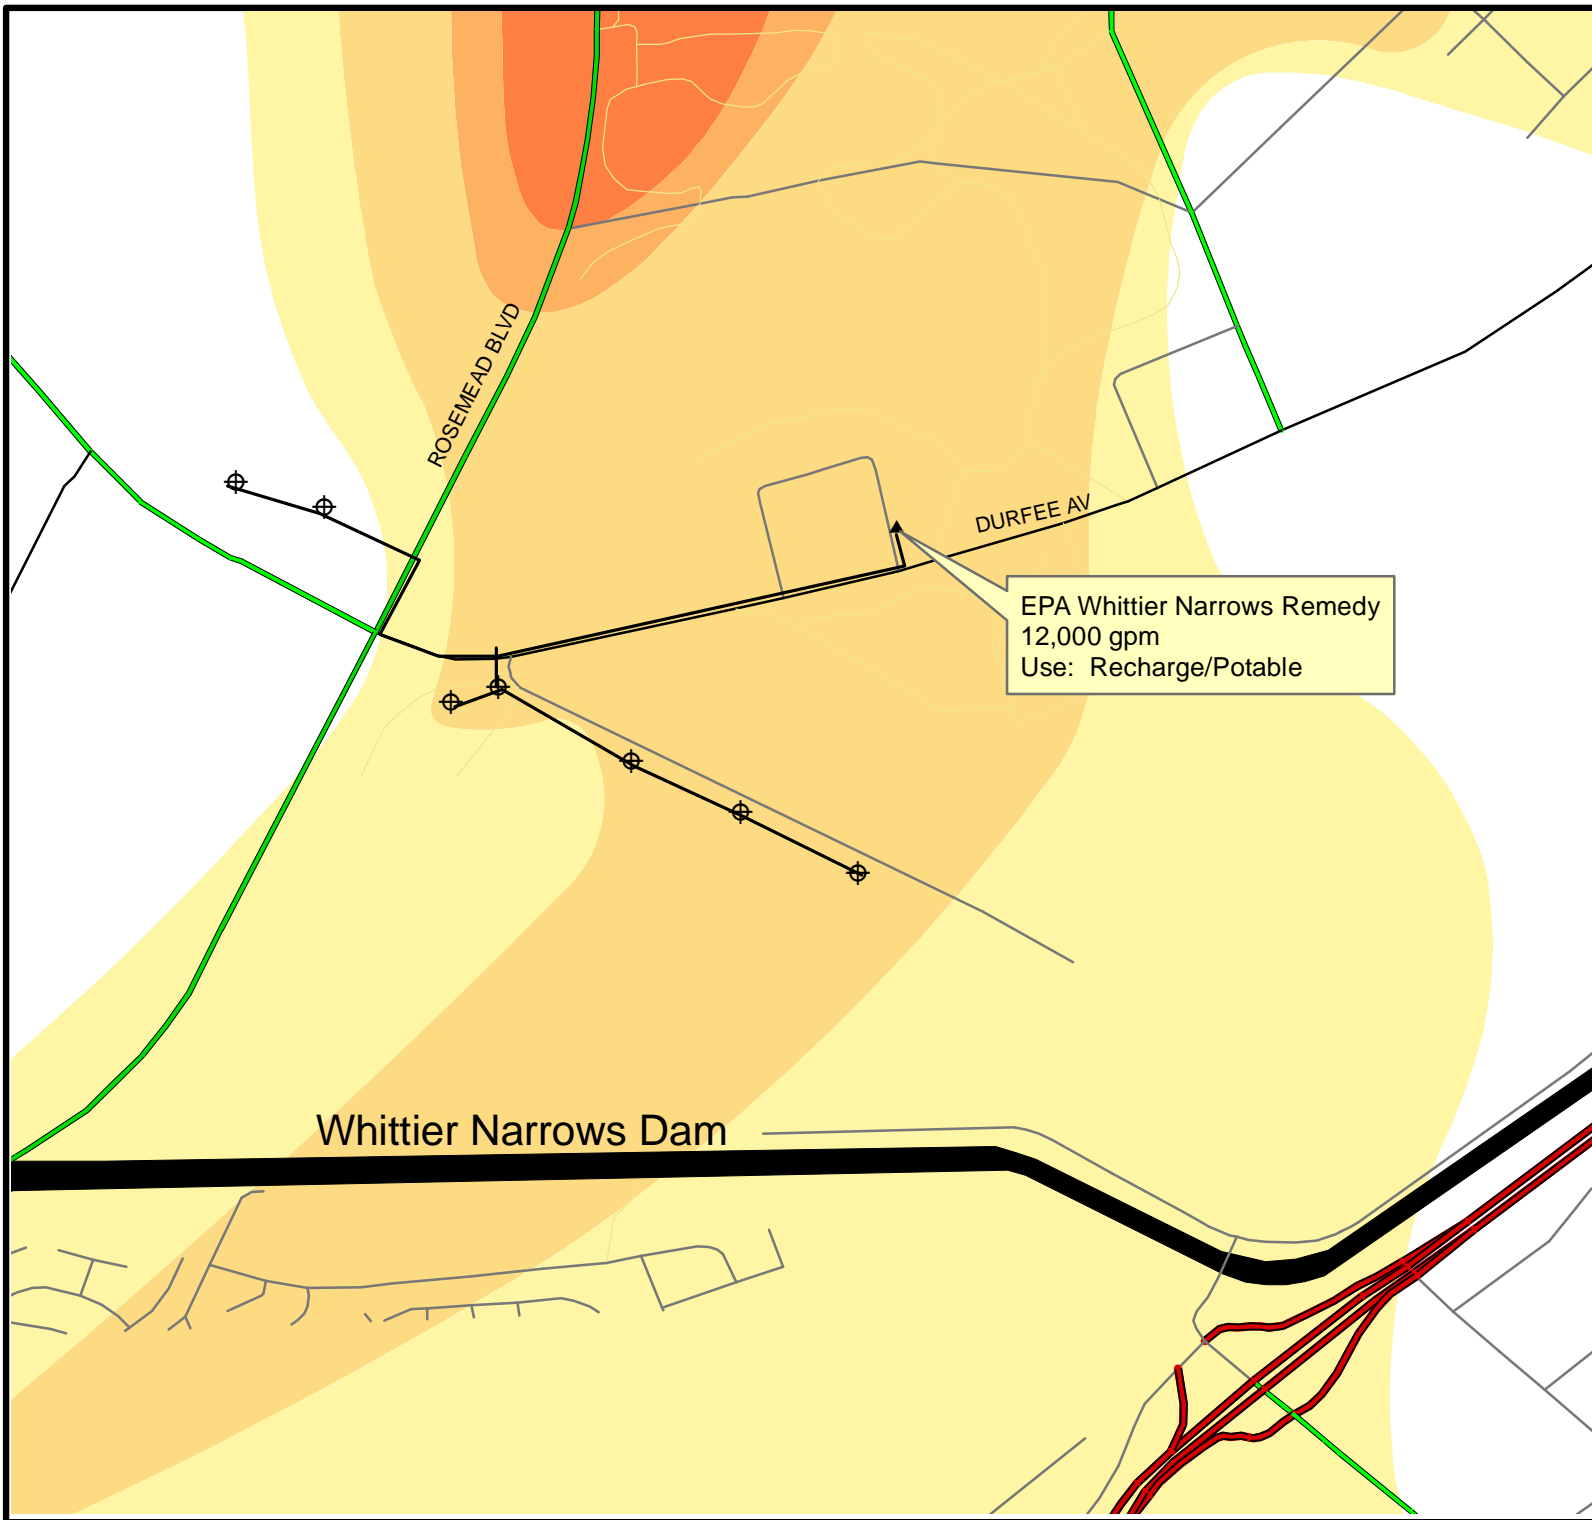 ROSEMEAD BLVD
DURFEE AV
EPA Whittier Narrows Remedy
12,000 gpm
Use: Recharge/Potable
Whittier Narrows Dam